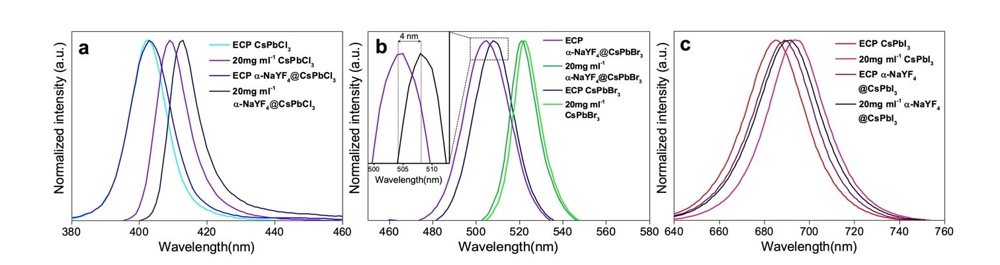 a
ECP CsPbCl3
20mg ml-1 CsPbCl3
ECP α-NaYF4@CsPbCl3
20mg ml-1
α-NaYF4@CsPbCl3
Normalized intensity (a.u.)
380 400 420 440 460
Wavelength(nm)
b
4 nm
500 505 510
Wavelength(nm)
ECP
α-NaYF4@CsPbBr3
20mg ml-1
α-NaYF4@CsPbBr3
ECP CsPbBr3
20mg ml-1
CsPbBr3
Normalized intensity (a.u.)
460 480 500 520 540 560 580
Wavelength(nm)
c
ECP CsPbI3
20mg ml-1 CsPbI3
ECP α-NaYF4
@CsPbI3
20mg ml-1 α-NaYF4
@CsPbI3
Normalized intensity (a.u.)
640 660 680 700 720 740 760
Wavelength(nm)